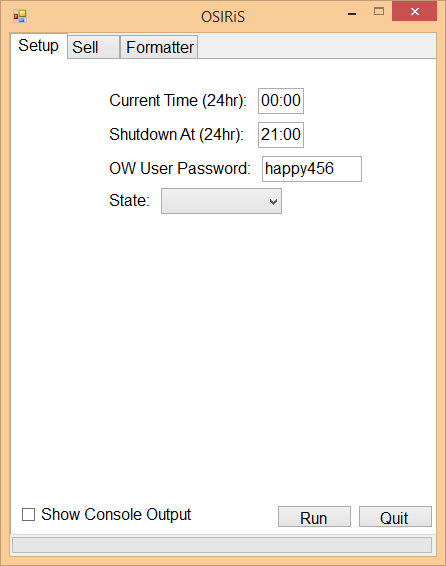 OSIRiS
Setup Sell Formatter
Current Time (24hr): 00:00
Shutdown At (24hr): 21:00
OW User Password: happy456
State:
Show Console Output Run Quit